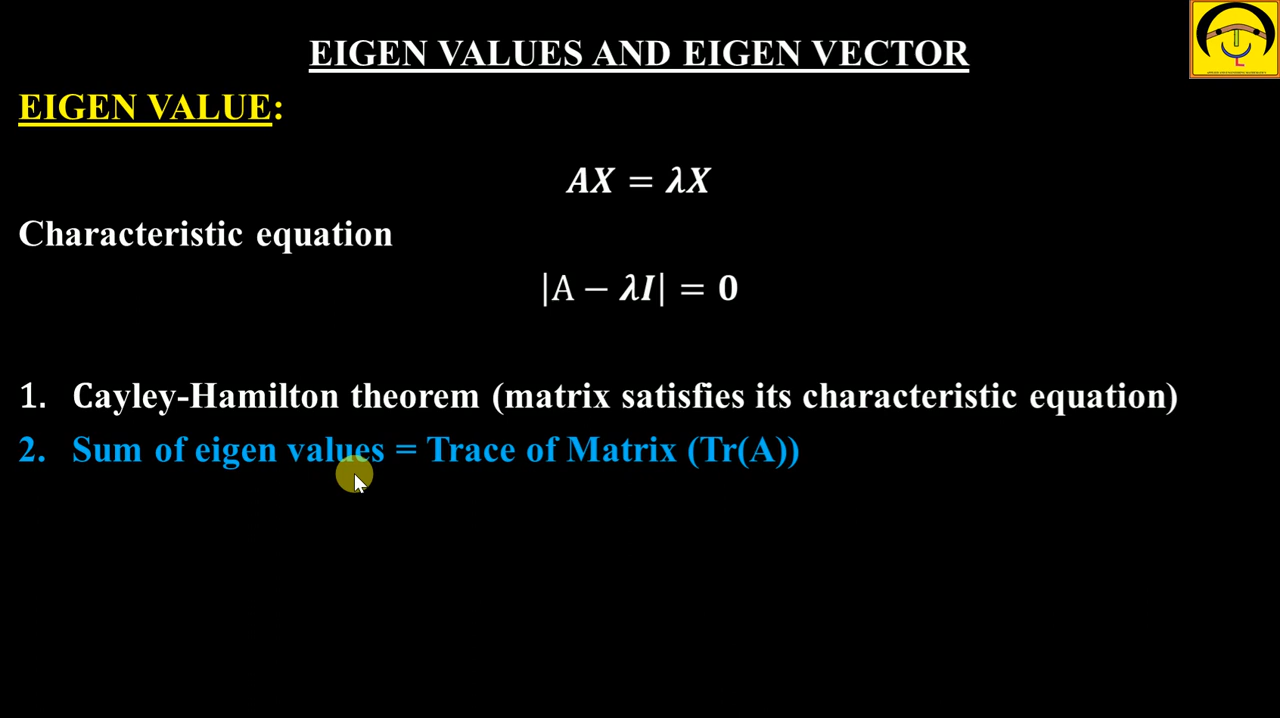 EIGEN VALUES AND EIGEN VECTOR
EIGEN VALUE:
AX = λX
Characteristic equation
|A − λI| = 0
1. Cayley-Hamilton theorem (matrix satisfies its characteristic equation)
2. Sum of eigen values = Trace of Matrix (Tr(A))